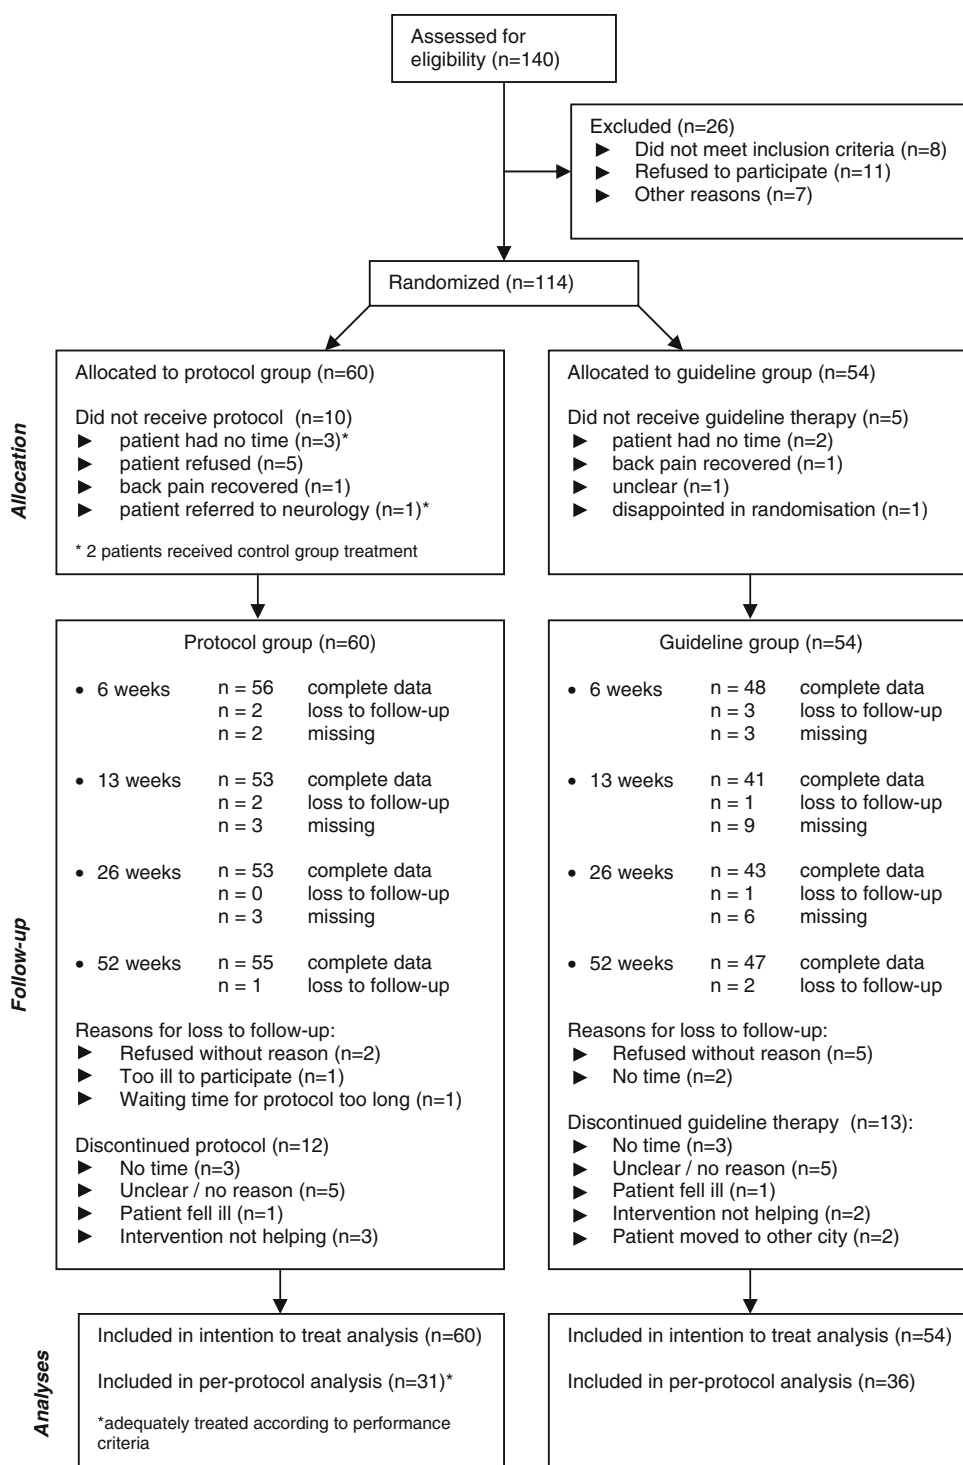 Assessed for
eligibility (n=140)
Excluded (n=26)
► Did not meet inclusion criteria (n=8)
► Refused to participate (n=11)
► Other reasons (n=7)
Randomized (n=114)
Allocation
Allocated to protocol group (n=60)
Did not receive protocol (n=10)
► patient had no time (n=3)*
► patient refused (n=5)
► back pain recovered (n=1)
► patient referred to neurology (n=1)*
* 2 patients received control group treatment
Allocated to guideline group (n=54)
Did not receive guideline therapy (n=5)
► patient had no time (n=2)
► back pain recovered (n=1)
► unclear (n=1)
► disappointed in randomisation (n=1)
Follow-up
Protocol group (n=60)
• 6 weeks n = 56 complete data
n = 2 loss to follow-up
n = 2 missing
• 13 weeks n = 53 complete data
n = 2 loss to follow-up
n = 3 missing
• 26 weeks n = 53 complete data
n = 0 loss to follow-up
n = 3 missing
• 52 weeks n = 55 complete data
n = 1 loss to follow-up
Reasons for loss to follow-up:
► Refused without reason (n=2)
► Too ill to participate (n=1)
► Waiting time for protocol too long (n=1)
Discontinued protocol (n=12)
► No time (n=3)
► Unclear / no reason (n=5)
► Patient fell ill (n=1)
► Intervention not helping (n=3)
Guideline group (n=54)
• 6 weeks n = 48 complete data
n = 3 loss to follow-up
n = 3 missing
• 13 weeks n = 41 complete data
n = 1 loss to follow-up
n = 9 missing
• 26 weeks n = 43 complete data
n = 1 loss to follow-up
n = 6 missing
• 52 weeks n = 47 complete data
n = 2 loss to follow-up
Reasons for loss to follow-up:
► Refused without reason (n=5)
► No time (n=2)
Discontinued guideline therapy (n=13):
► No time (n=3)
► Unclear / no reason (n=5)
► Patient fell ill (n=1)
► Intervention not helping (n=2)
► Patient moved to other city (n=2)
Analyses
Included in intention to treat analysis (n=60)
Included in per-protocol analysis (n=31)*
*adequately treated according to performance
criteria
Included in intention to treat analysis (n=54)
Included in per-protocol analysis (n=36)